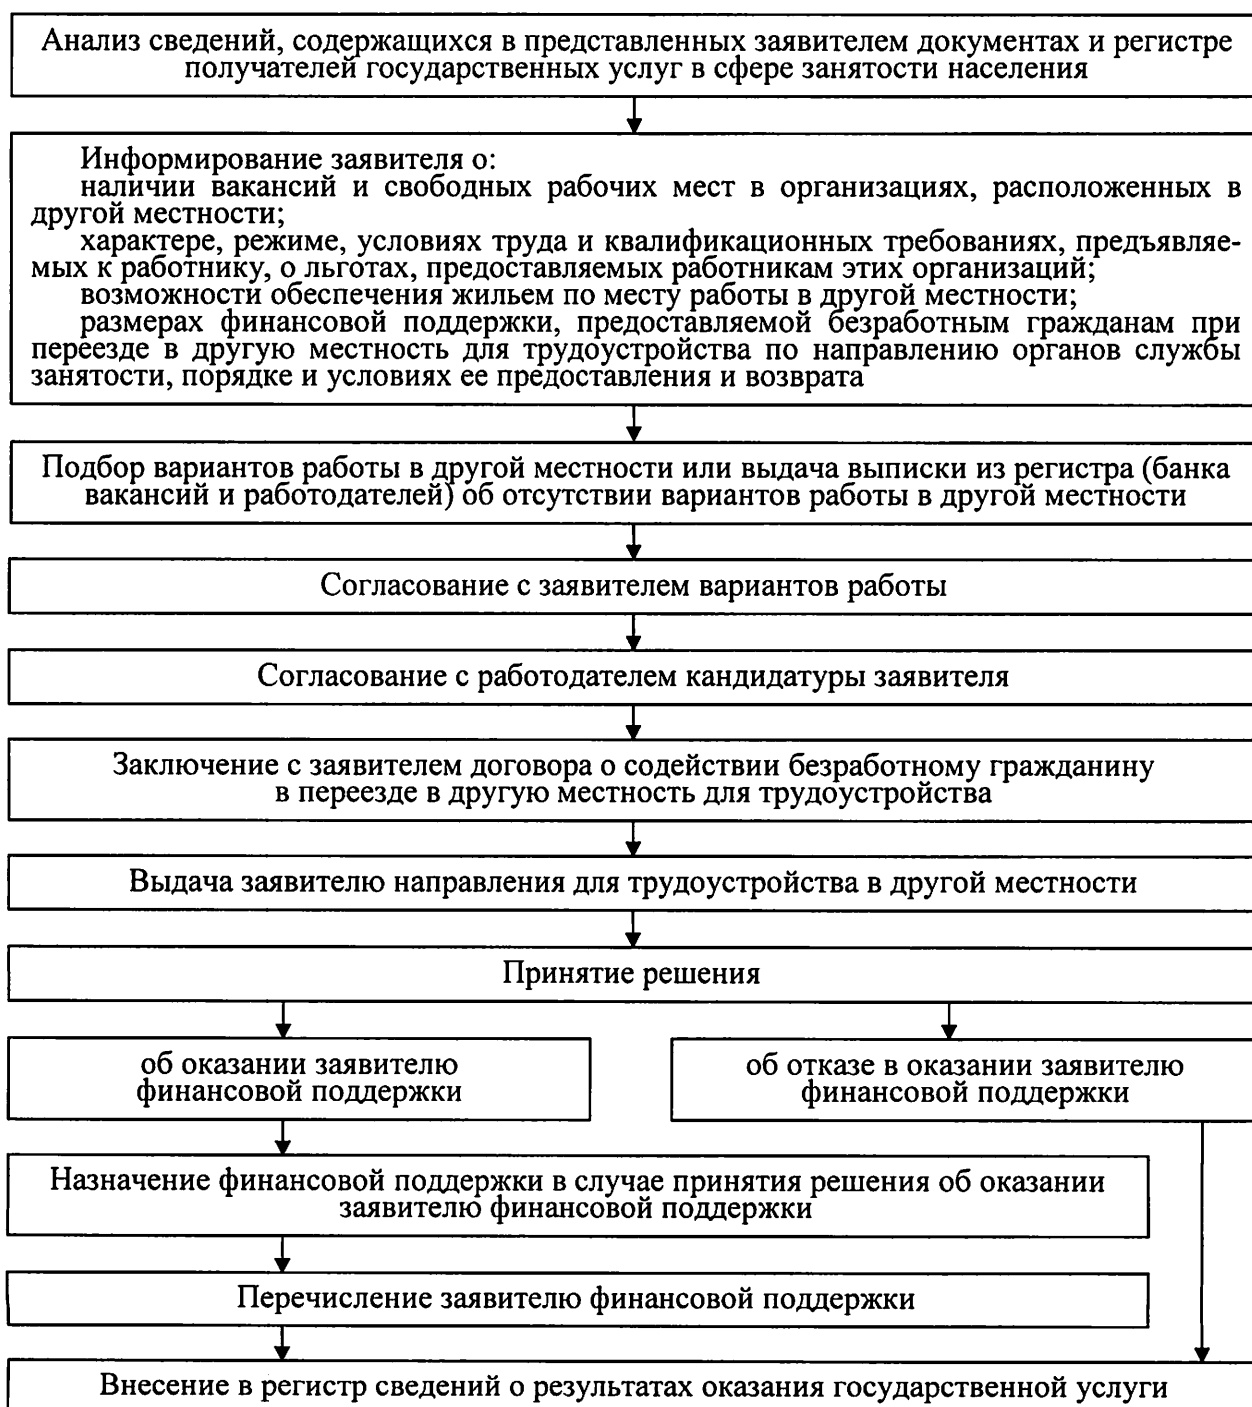 Анализ сведений, содержащихся в представленных заявителем документах и регистре
получателей государственных услуг в сфере занятости населения
Информирование заявителя о:
наличии вакансий и свободных рабочих мест в организациях, расположенных в
другой местности;
характере, режиме, условиях труда и квалификационных требованиях, предъявляе-
мых к работнику, о льготах, предоставляемых работникам этих организаций;
возможности обеспечения жильем по месту работы в другой местности;
размерах финансовой поддержки, предоставляемой безработным гражданам при
переезде в другую местность для трудоустройства по направлению органов службы
занятости, порядке и условиях ее предоставления и возврата
Подбор вариантов работы в другой местности или выдача выписки из регистра (банка
вакансий и работодателей) об отсутствии вариантов работы в другой местности
Согласование с заявителем вариантов работы
Согласование с работодателем кандидатуры заявителя
Заключение с заявителем договора о содействии безработному гражданину
в переезде в другую местность для трудоустройства
Выдача заявителю направления для трудоустройства в другой местности
Принятие решения
об оказании заявителю
финансовой поддержки
об отказе в оказании заявителю
финансовой поддержки
Назначение финансовой поддержки в случае принятия решения об оказании
заявителю финансовой поддержки
Перечисление заявителю финансовой поддержки
Внесение в регистр сведений о результатах оказания государственной услуги